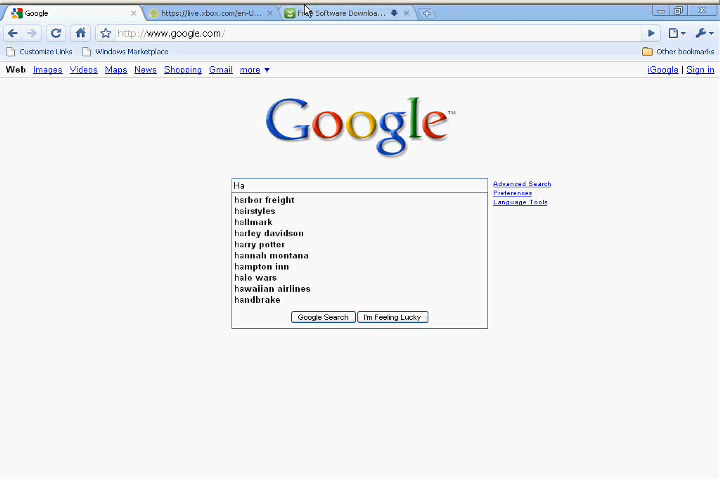 Google
https://live.xbox.com/en-U...
Free Software Downloa...
http://www.google.com/
Customize Links
Windows Marketplace
Other bookmarks
Web Images Videos Maps News Shopping Gmail more ▼
iGoogle | Sign in
Google™
Ha
Advanced Search
Preferences
Language Tools
harbor freight
hairstyles
hallmark
harley davidson
harry potter
hannah montana
hampton inn
halo wars
hawaiian airlines
handbrake
Google Search
I'm Feeling Lucky